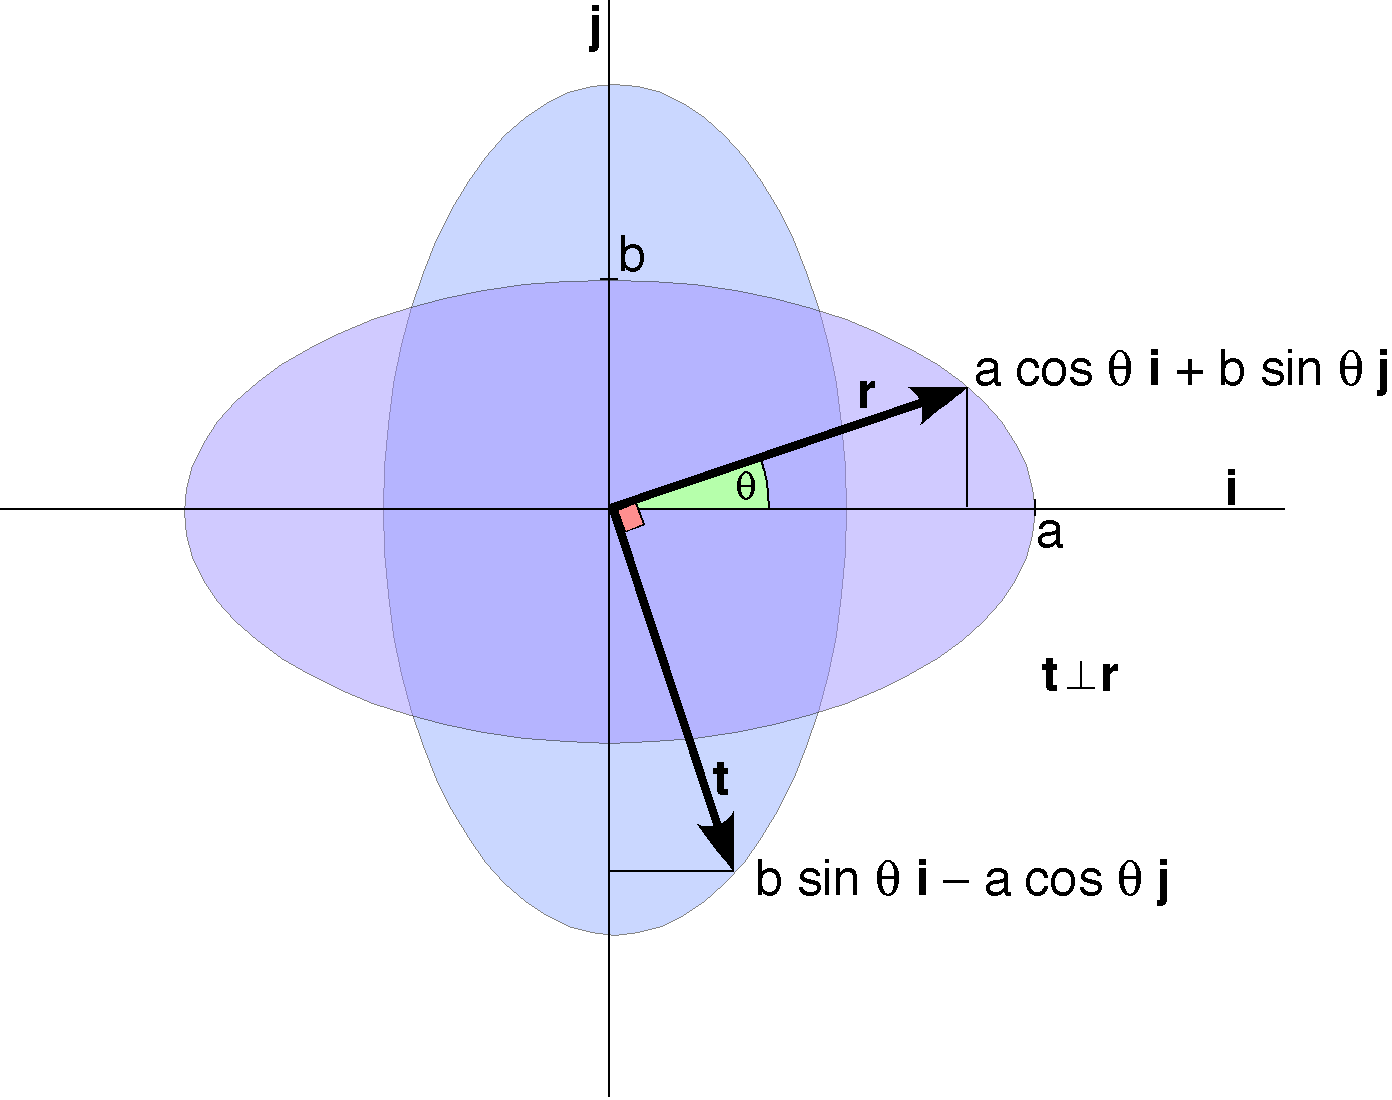 j
b
a cos θ i + b sin θ j
r
θ
i
a
t ⊥ r
t
b sin θ i – a cos θ j